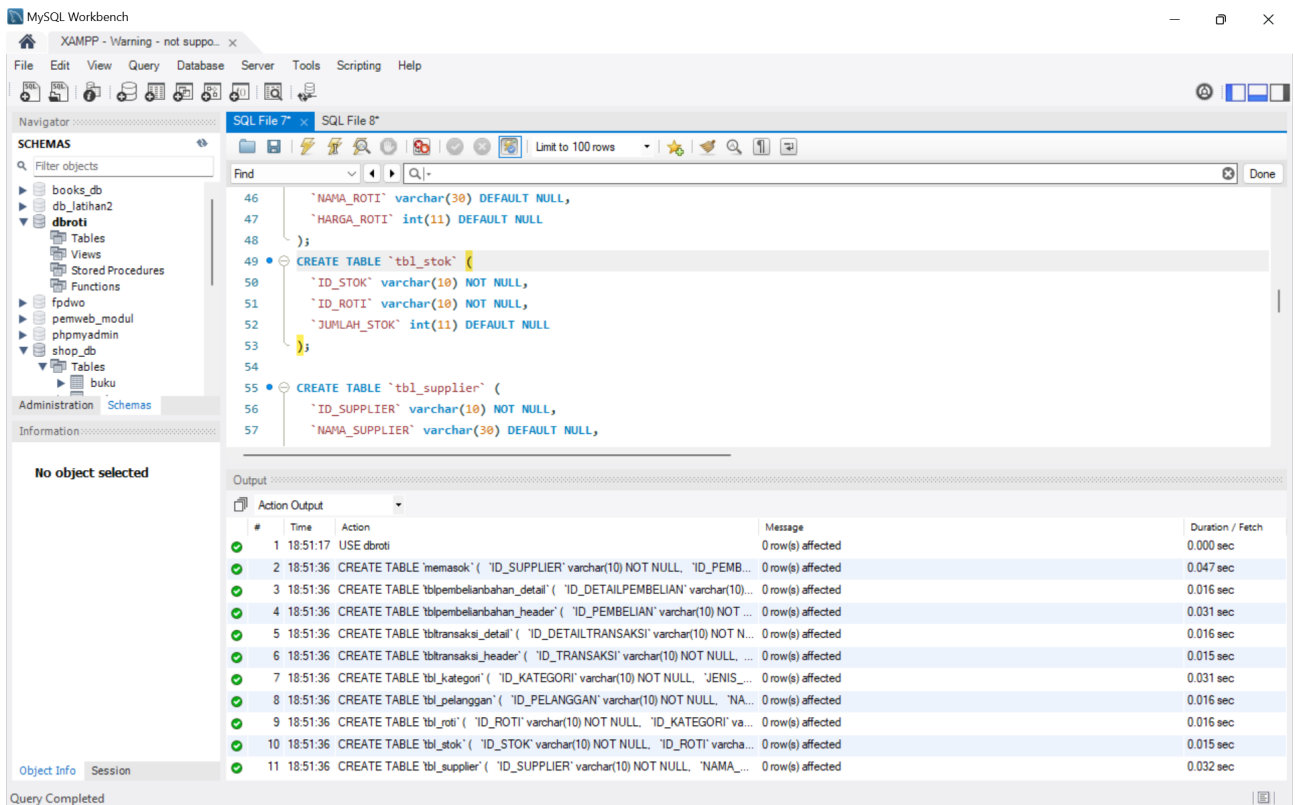 MySQL Workbench
XAMPP - Warning - not suppo...
File Edit View Query Database Server Tools Scripting Help
Navigator
SCHEMAS
Filter objects
books_db
db_latihan2
dbroti
Tables
Views
Stored Procedures
Functions
fpdwo
pemweb_modul
phpmyadmin
shop_db
Tables
buku
Administration Schemas
Information
No object selected
Object Info Session
Query Completed
SQL File 7* SQL File 8*
Limit to 100 rows
Find Done
46 `NAMA_ROTI` varchar(30) DEFAULT NULL,
47 `HARGA_ROTI` int(11) DEFAULT NULL
48 );
49 CREATE TABLE `tbl_stok` (
50 `ID_STOK` varchar(10) NOT NULL,
51 `ID_ROTI` varchar(10) NOT NULL,
52 `JUMLAH_STOK` int(11) DEFAULT NULL
53 );
54
55 CREATE TABLE `tbl_supplier` (
56 `ID_SUPPLIER` varchar(10) NOT NULL,
57 `NAMA_SUPPLIER` varchar(30) DEFAULT NULL,
Output
Action Output
# Time Action Message Duration / Fetch
1 18:51:17 USE dbroti 0 row(s) affected 0.000 sec
2 18:51:36 CREATE TABLE `memasok` ( `ID_SUPPLIER` varchar(10) NOT NULL, `ID_PEMB... 0 row(s) affected 0.047 sec
3 18:51:36 CREATE TABLE `tblpembelianbahan_detail` ( `ID_DETAILPEMBELIAN` varchar(10)... 0 row(s) affected 0.016 sec
4 18:51:36 CREATE TABLE `tblpembelianbahan_header` ( `ID_PEMBELIAN` varchar(10) NOT ... 0 row(s) affected 0.031 sec
5 18:51:36 CREATE TABLE `tbltransaksi_detail` ( `ID_DETAILTRANSAKSI` varchar(10) NOT N... 0 row(s) affected 0.016 sec
6 18:51:36 CREATE TABLE `tbltransaksi_header` ( `ID_TRANSAKSI` varchar(10) NOT NULL, ... 0 row(s) affected 0.015 sec
7 18:51:36 CREATE TABLE `tbl_kategori` ( `ID_KATEGORI` varchar(10) NOT NULL, `JENIS_... 0 row(s) affected 0.031 sec
8 18:51:36 CREATE TABLE `tbl_pelanggan` ( `ID_PELANGGAN` varchar(10) NOT NULL, `NA... 0 row(s) affected 0.016 sec
9 18:51:36 CREATE TABLE `tbl_roti` ( `ID_ROTI` varchar(10) NOT NULL, `ID_KATEGORI` va... 0 row(s) affected 0.016 sec
10 18:51:36 CREATE TABLE `tbl_stok` ( `ID_STOK` varchar(10) NOT NULL, `ID_ROTI` varcha... 0 row(s) affected 0.015 sec
11 18:51:36 CREATE TABLE `tbl_supplier` ( `ID_SUPPLIER` varchar(10) NOT NULL, `NAMA_... 0 row(s) affected 0.032 sec